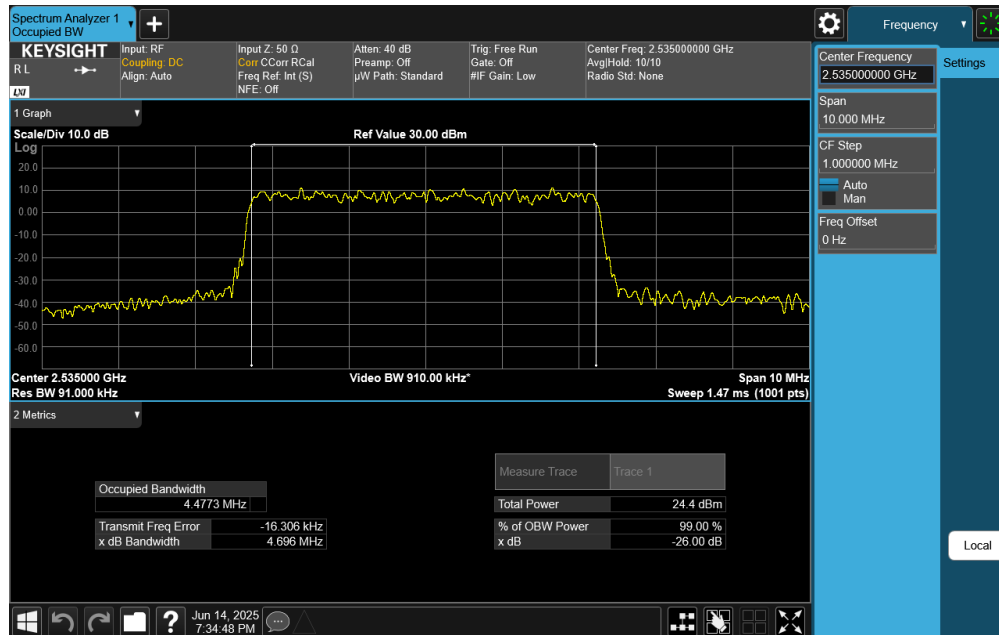 Spectrum Analyzer 1
Occupied BW
Frequency
KEYSIGHT
R L
LXI
Input: RF
Coupling: DC
Align: Auto
Input Z: 50 Ω
Corr CCorr RCal
Freq Ref: Int (S)
NFE: Off
Atten: 40 dB
Preamp: Off
µW Path: Standard
Trig: Free Run
Gate: Off
#IF Gain: Low
Center Freq: 2.535000000 GHz
Avg|Hold: 10/10
Radio Std: None
Center Frequency
2.535000000 GHz
Settings
Span
10.000 MHz
CF Step
1.000000 MHz
Auto
Man
Freq Offset
0 Hz
Local
1 Graph
Scale/Div 10.0 dB
Ref Value 30.00 dBm
Log
20.0
10.0
0.00
-10.0
-20.0
-30.0
-40.0
-50.0
-60.0
Center 2.535000 GHz
Video BW 910.00 kHz*
Span 10 MHz
Res BW 91.000 kHz
Sweep 1.47 ms (1001 pts)
2 Metrics
Measure Trace Trace 1
Occupied Bandwidth
4.4773 MHz
Total Power 24.4 dBm
Transmit Freq Error -16.306 kHz
% of OBW Power 99.00 %
x dB Bandwidth 4.696 MHz
x dB -26.00 dB
Jun 14, 2025
7:34:48 PM